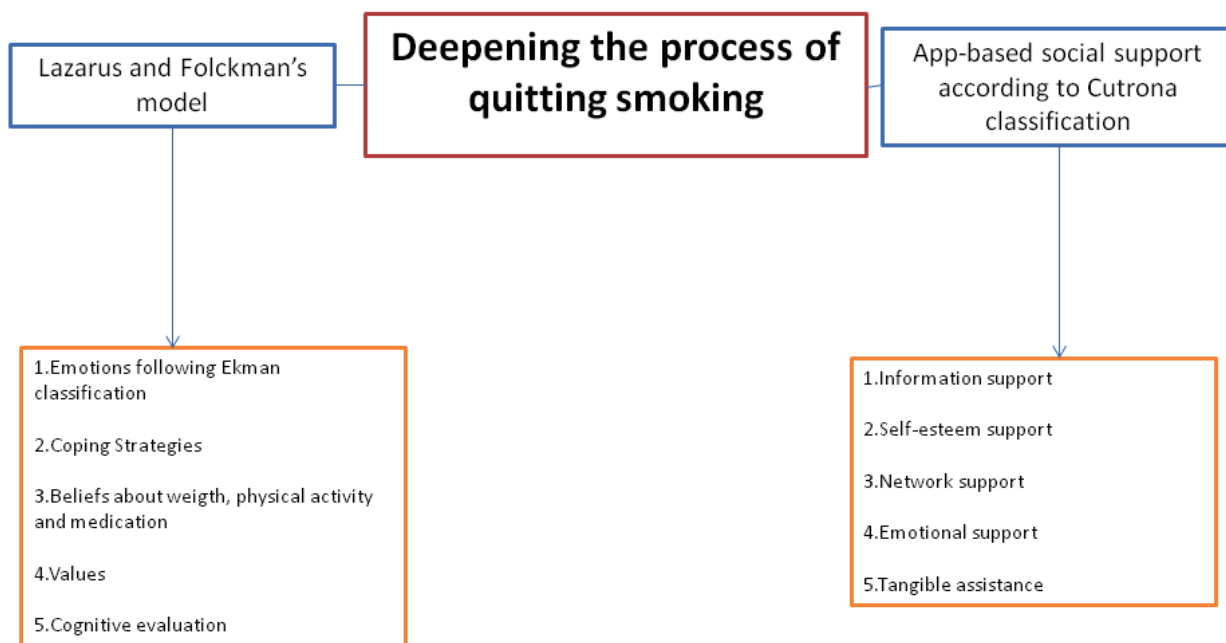 Deepening the process of
quitting smoking
Lazarus and Folckman’s
model
App-based social support
according to Cutrona
classification
1.Emotions following Ekman
classification
2.Coping Strategies
3.Beliefs about weigth, physical activity
and medication
4.Values
5.Cognitive evaluation
1.Information support
2.Self-esteem support
3.Network support
4.Emotional support
5.Tangible assistance